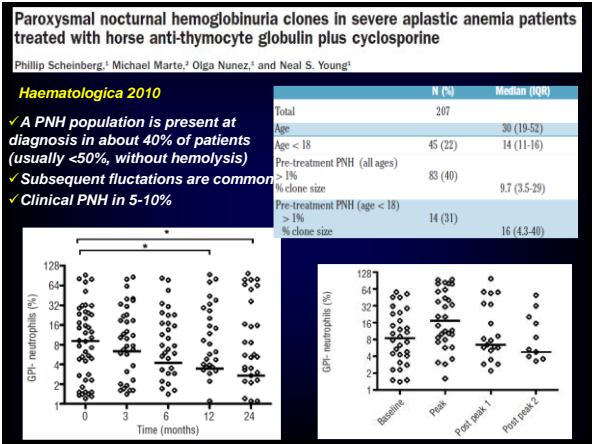 Paroxysmal nocturnal hemoglobinuria clones in severe aplastic anemia patients
treated with horse anti-thymocyte globulin plus cyclosporine
Phillip Scheinberg,¹ Michael Marte,² Olga Nunez,¹ and Neal S. Young¹
Haematologica 2010
✓A PNH population is present at
diagnosis in about 40% of patients
(usually <50%, without hemolysis)
✓Subsequent fluctations are common
✓Clinical PNH in 5-10%
N (%) Median (IQR)
Total 207
Age 30 (19-52)
Age < 18 45 (22) 14 (11-16)
Pre-treatment PNH (all ages)
> 1% 83 (40)
% clone size 9.7 (3.5-29)
Pre-treatment PNH (age < 18)
> 1% 14 (31)
% clone size 16 (4.3-40)
*
*
GPI- neutrophils (%)
128
64
32
16
8
4
2
1
0 3 6 12 24
Time (months)
GPI- neutrophils (%)
128
64
32
16
8
4
2
1
Baseline Peak Post peak 1 Post peak 2